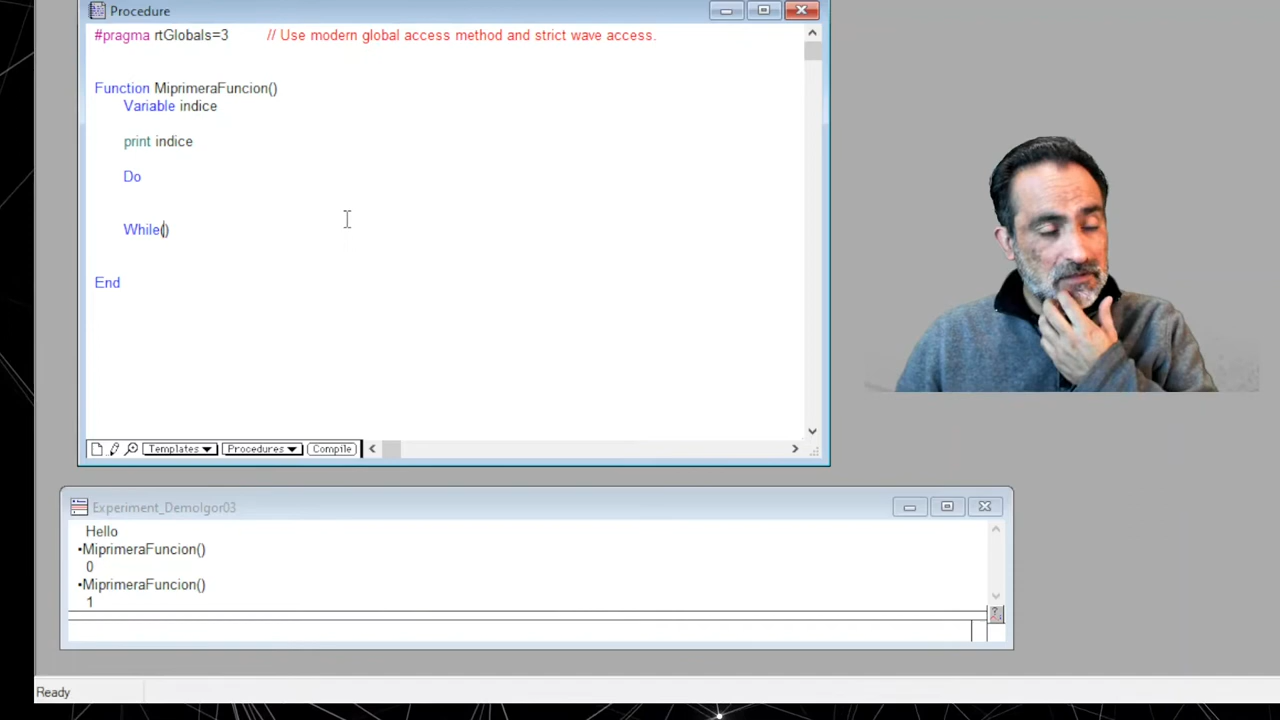 Procedure
#pragma rtGlobals=3 // Use modern global access method and strict wave access.
Function MiprimeraFuncion()
Variable indice
print indice
Do
While()
End
Templates Procedures Compile
Experiment_DemoIgor03
Hello
•MiprimeraFuncion()
0
•MiprimeraFuncion()
1
Ready